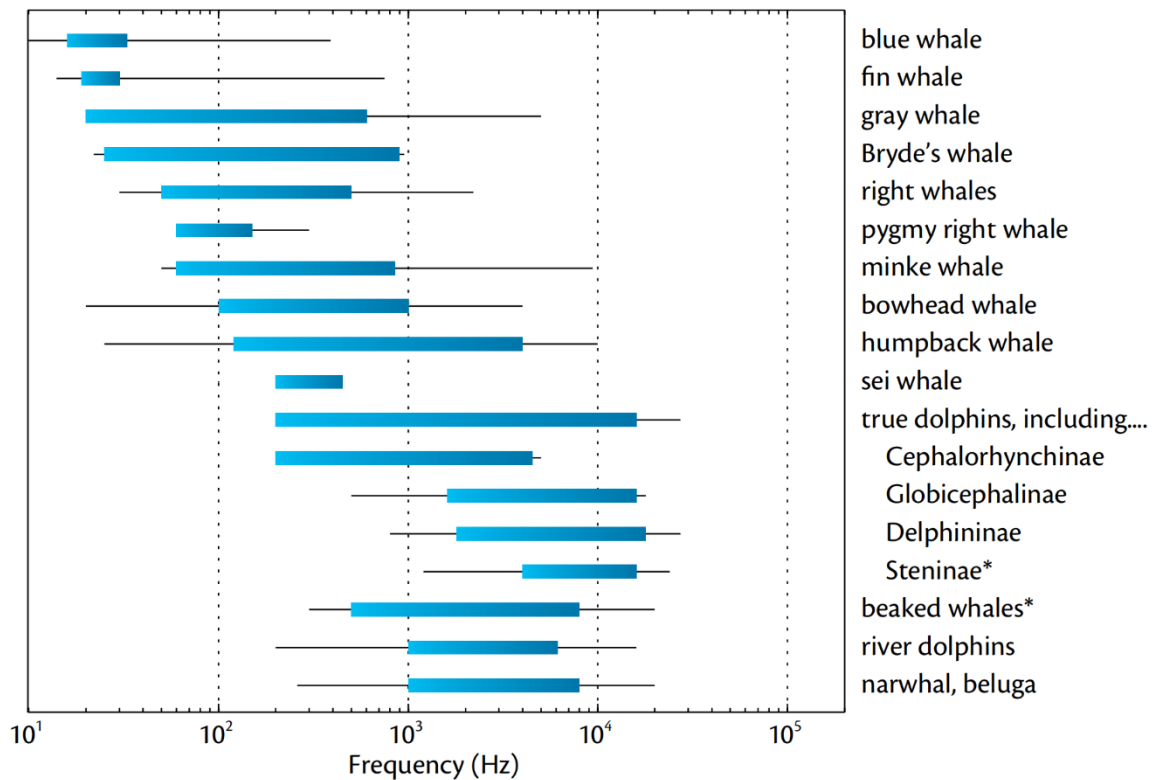 blue whale
fin whale
gray whale
Bryde’s whale
right whales
pygmy right whale
minke whale
bowhead whale
humpback whale
sei whale
true dolphins, including....
Cephalorhynchinae
Globicephalinae
Delphininae
Steninae*
beaked whales*
river dolphins
narwhal, beluga
10¹ 10² 10³ 10⁴ 10⁵
Frequency (Hz)